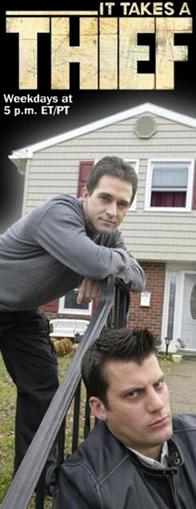 IT TAKES A
THIEF
Weekdays at
5 p.m. ET/PT